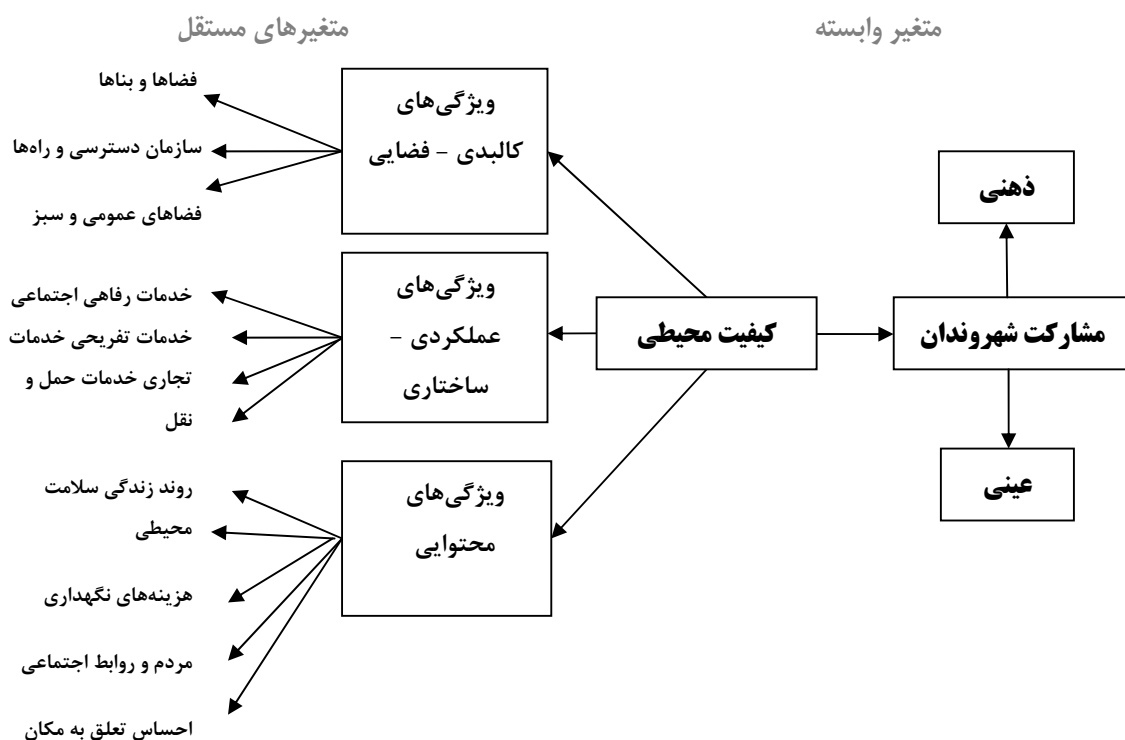 متغیر وابسته
متغیرهای مستقل
ذهنی
مشارکت شهروندان
عینی
کیفیت محیطی
ویژگی‌های
کالبدی – فضایی
فضاها و بناها
سازمان دسترسی و راه‌ها
فضاهای عمومی و سبز
ویژگی‌های
عملکردی –
ساختاری
خدمات رفاهی اجتماعی
خدمات تفریحی خدمات
تجاری خدمات حمل و
نقل
ویژگی‌های
محتوایی
روند زندگی سلامت
محیطی
هزینه‌های نگهداری
مردم و روابط اجتماعی
احساس تعلق به مکان